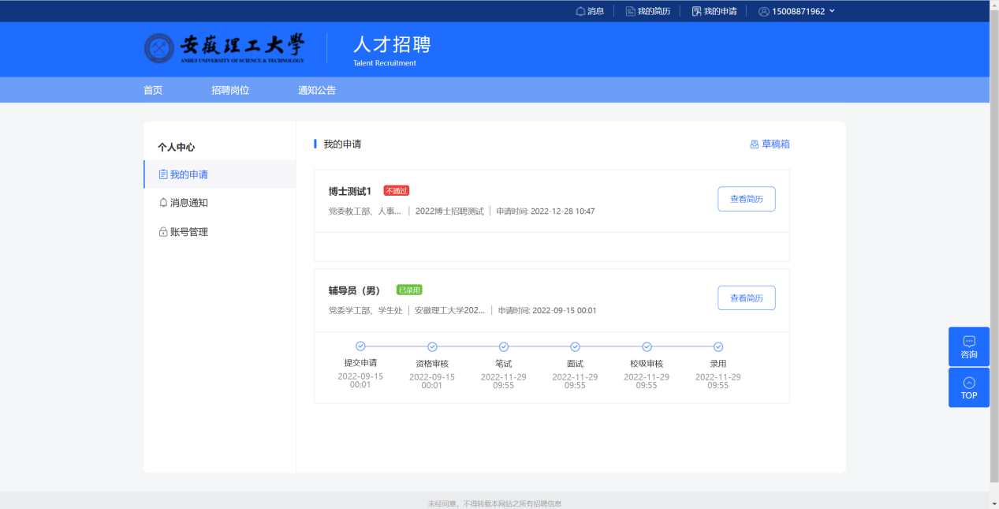 消息 我的简历 我的申请 15008871962
安徽理工大學 人才招聘
ANHUI UNIVERSITY OF SCIENCE & TECHNOLOGY Talent Recruitment
首页 招聘岗位 通知公告
个人中心
我的申请
消息通知
账号管理
我的申请 草稿箱
博士测试1 不通过
党委教工部、人事... 2022博士招聘测试 申请时间: 2022-12-28 10:47
查看简历
辅导员（男） 已录用
党委学工部、学生处 安徽理工大学202... 申请时间: 2022-09-15 00:01
查看简历
提交申请 资格审核 笔试 面试 校级审核 录用
2022-09-15 2022-09-15 2022-11-29 2022-11-29 2022-11-29 2022-11-29
00:01 00:01 09:55 09:55 09:55 09:55
咨询
TOP
未经同意，不得转载本网站之所有招聘信息